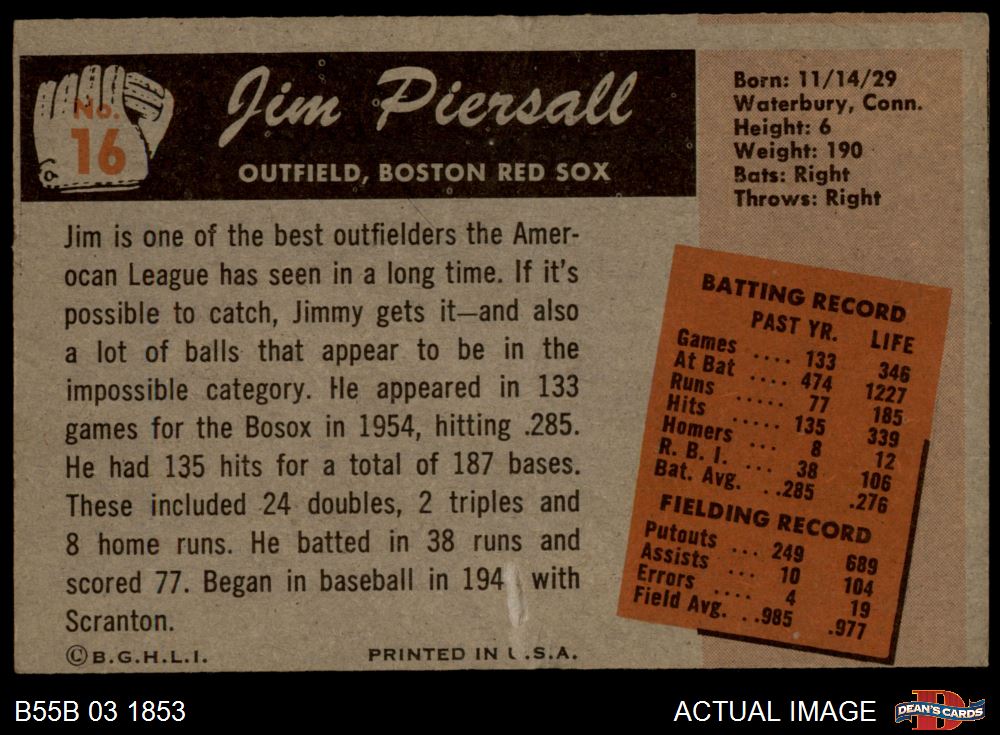 No.
16
Jim Piersall
OUTFIELD, BOSTON RED SOX
Born: 11/14/29
Waterbury, Conn.
Height: 6
Weight: 190
Bats: Right
Throws: Right
Jim is one of the best outfielders the Amer-
ocan League has seen in a long time. If it's
possible to catch, Jimmy gets it—and also
a lot of balls that appear to be in the
impossible category. He appeared in 133
games for the Bosox in 1954, hitting .285.
He had 135 hits for a total of 187 bases.
These included 24 doubles, 2 triples and
8 home runs. He batted in 38 runs and
scored 77. Began in baseball in 194 with
Scranton.
©B.G.H.L.I. PRINTED IN U.S.A.
BATTING RECORD
PAST YR. LIFE
Games .... 133 346
At Bat .... 474 1227
Runs ..... 77 185
Hits ..... 135 339
Homers ... 8 12
R. B. I. ... 38 106
Bat. Avg. ..285 .276
FIELDING RECORD
Putouts ... 249 689
Assists ... 10 104
Errors .... 4 19
Field Avg. ..985 .977
B55B 03 1853
ACTUAL IMAGE
DEAN'S CARDS